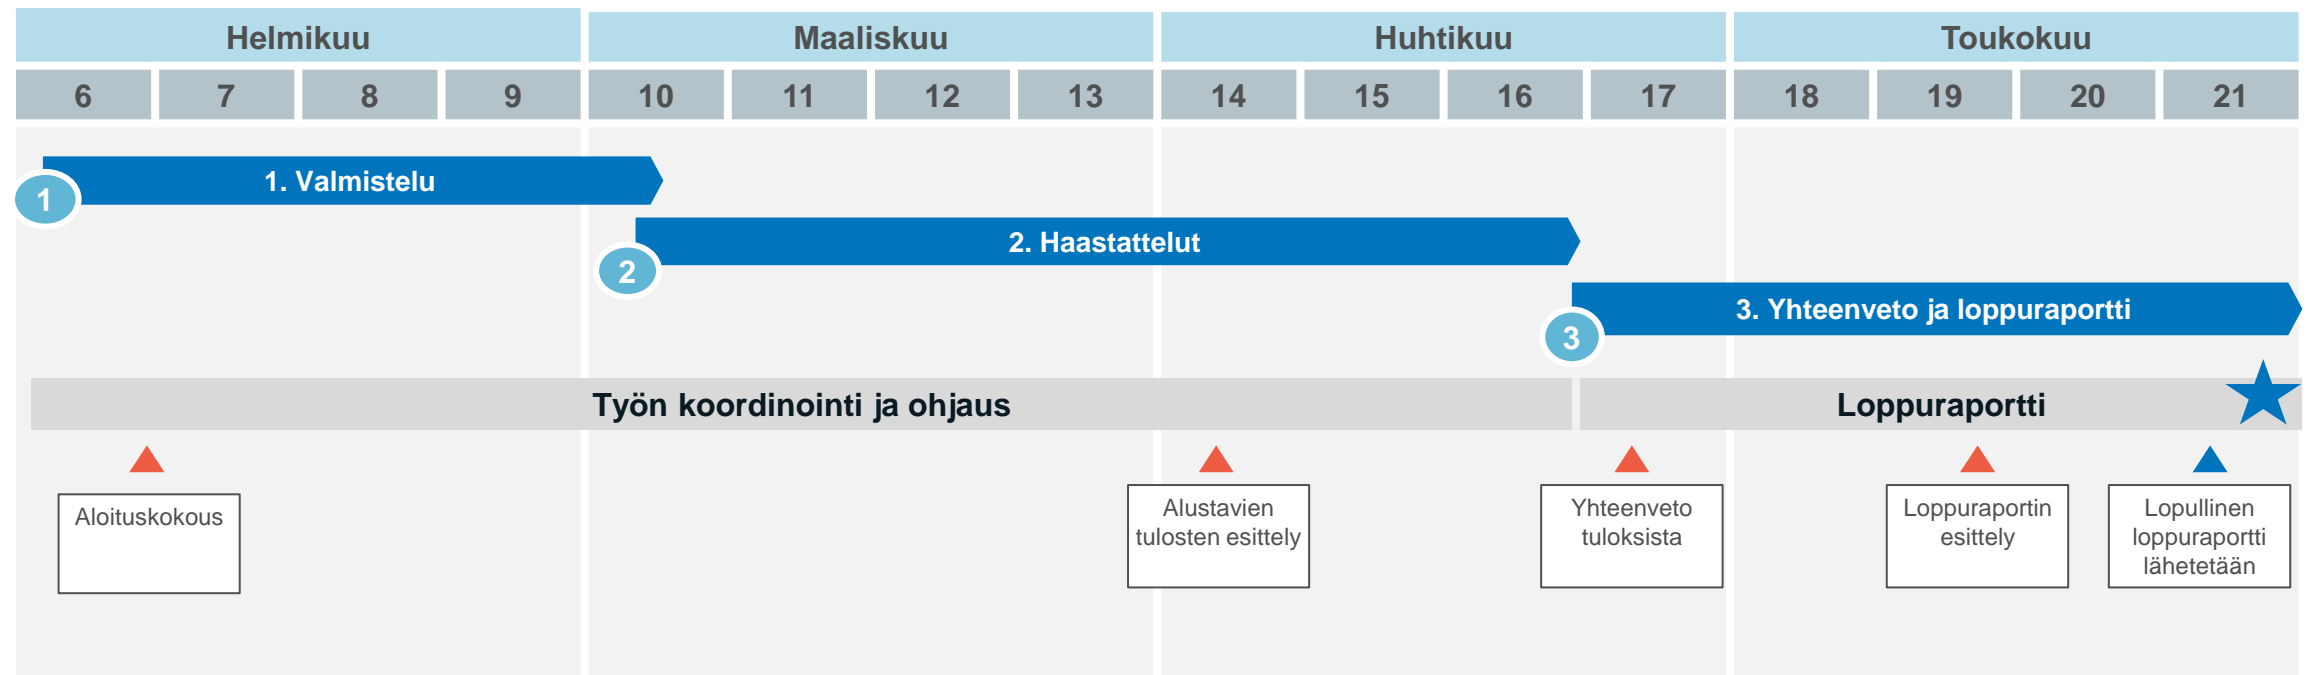 Helmikuu
Maaliskuu
Huhtikuu
Toukokuu
6
7
8
9
10
11
12
13
14
15
16
17
18
19
20
21
1. Valmistelu
1
2. Haastattelut
2
3. Yhteenveto ja loppuraportti
3
Työn koordinointi ja ohjaus
Loppuraportti
Aloituskokous
Alustavien
tulosten esittely
Yhteenveto
tuloksista
Loppuraportin
esittely
Lopullinen
loppuraportti
lähetetään